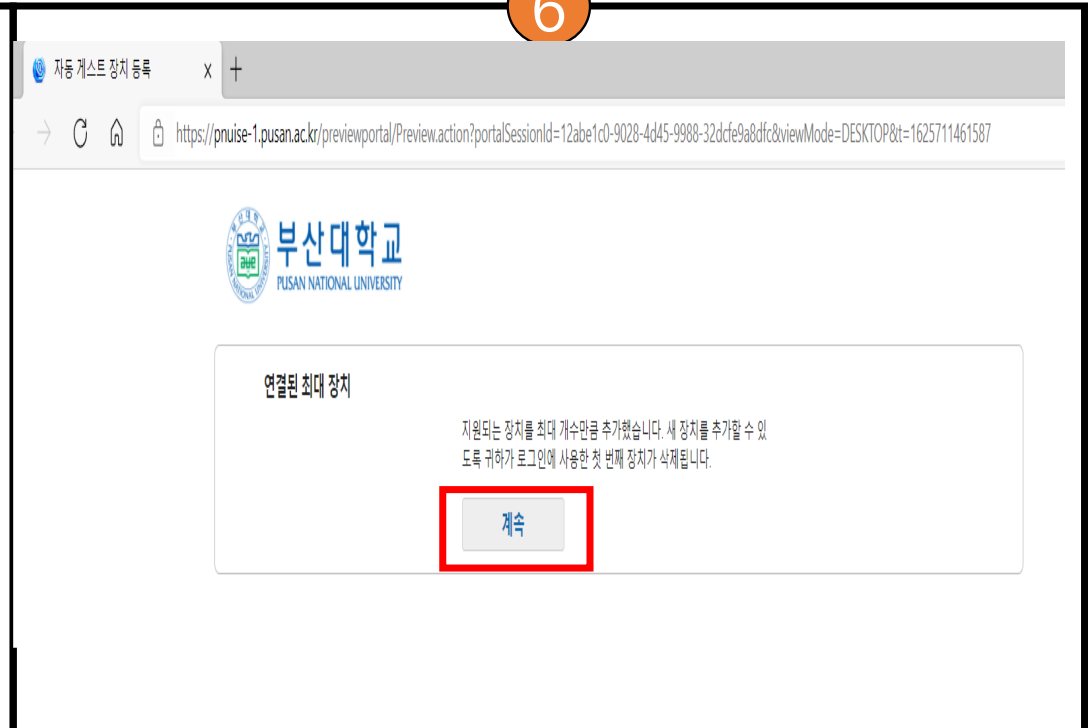 6
자동 게스트 장치 등록
https://pnuise-1.pusan.ac.kr/previewportal/Preview.action?portalSessionId=12abe1c0-9028-4d45-9988-32dcfe9a8dfc&viewMode=DESKTOP&t=1625711461587
부산대학교
PUSAN NATIONAL UNIVERSITY
연결된 최대 장치
지원되는 장치를 최대 개수만큼 추가했습니다. 새 장치를 추가할 수 있
도록 귀하가 로그인에 사용한 첫 번째 장치가 삭제됩니다.
계속